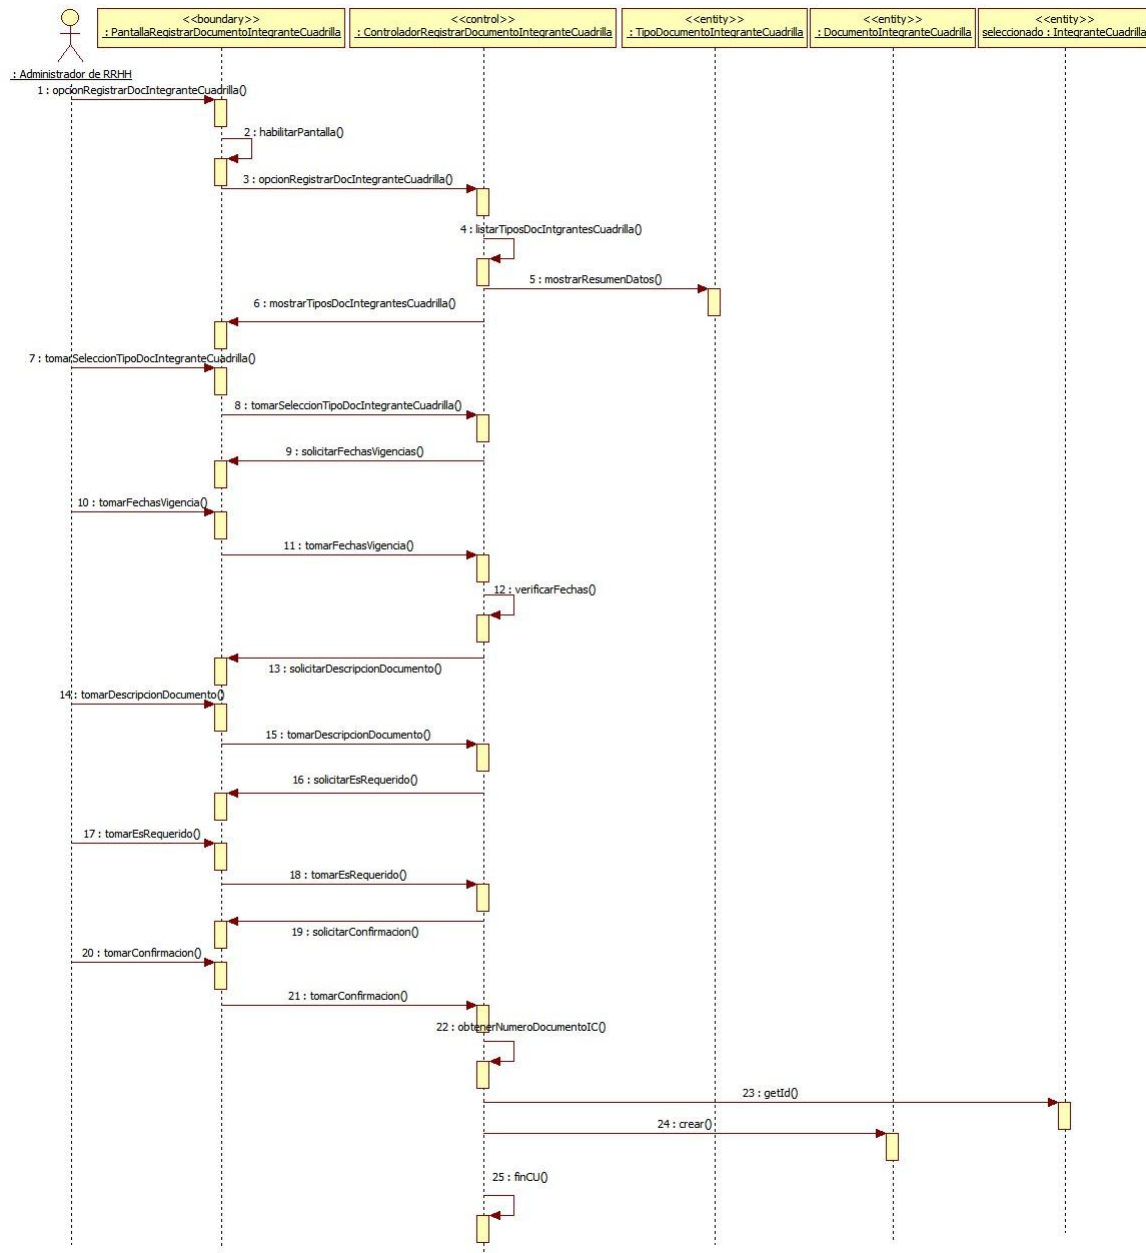 <<boundary>>
: PantallaRegistrarDocumentoIntegranteCuadrilla
<<control>>
: ControladorRegistrarDocumentoIntegranteCuadrilla
<<entity>>
: TipoDocumentoIntegranteCuadrilla
<<entity>>
: DocumentoIntegranteCuadrilla
<<entity>>
seleccionado : IntegranteCuadrilla
: Administrador de RRHH
1 : opcionRegistrarDocIntegranteCuadrilla()
2 : habilitarPantalla()
3 : opcionRegistrarDocIntegranteCuadrilla()
4 : listarTiposDocIntgrantesCuadrilla()
5 : mostrarResumenDatos()
6 : mostrarTiposDocIntegrantesCuadrilla()
7 : tomarSeleccionTipoDocIntegranteCuadrilla()
8 : tomarSeleccionTipoDocIntegranteCuadrilla()
9 : solicitarFechasVigencias()
10 : tomarFechasVigencia()
11 : tomarFechasVigencia()
12 : verificarFechas()
13 : solicitarDescripcionDocumento()
14 : tomarDescripcionDocumento()
15 : tomarDescripcionDocumento()
16 : solicitarEsRequerido()
17 : tomarEsRequerido()
18 : tomarEsRequerido()
19 : solicitarConfirmacion()
20 : tomarConfirmacion()
21 : tomarConfirmacion()
22 : obtenerNumeroDocumentoIC()
23 : getId()
24 : crear()
25 : finCU()